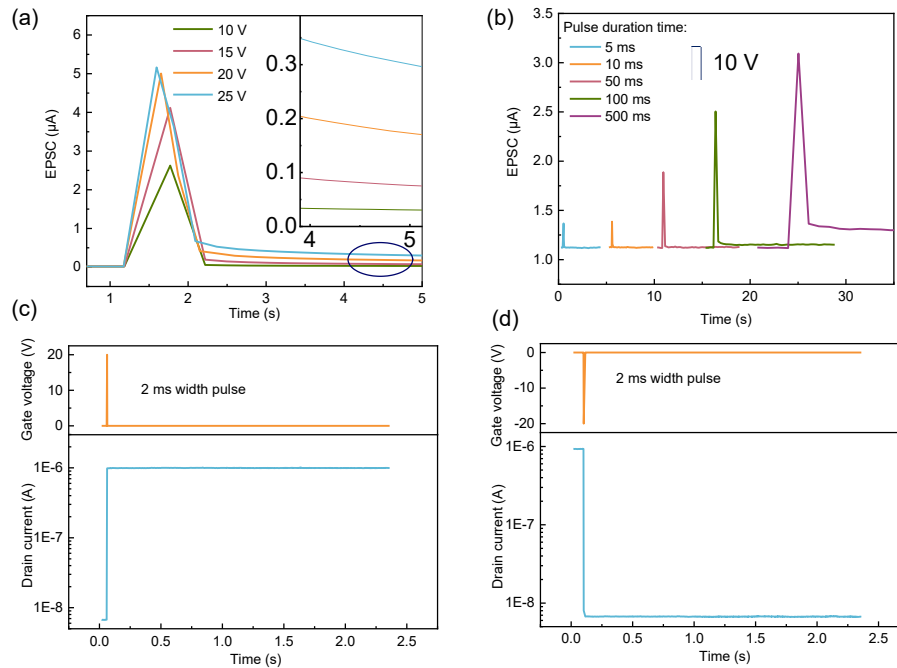 (a)
10 V
15 V
20 V
25 V
EPSC (µA)
6
5
4
3
2
1
0
1 2 3 4 5
Time (s)
0.3
0.2
0.1
0.0
4 5
(b)
Pulse duration time:
5 ms
10 ms
50 ms
100 ms
500 ms
10 V
EPSC (µA)
3.5
3.0
2.5
2.0
1.5
1.0
0 10 20 30
Time (s)
(c)
Gate voltage (V)
20
10
0
2 ms width pulse
Drain current (A)
1E-6
1E-7
1E-8
0.0 0.5 1.0 1.5 2.0 2.5
Time (s)
(d)
Gate voltage (V)
0
-10
-20
2 ms width pulse
Drain current (A)
1E-6
1E-7
1E-8
0.0 0.5 1.0 1.5 2.0 2.5
Time (s)